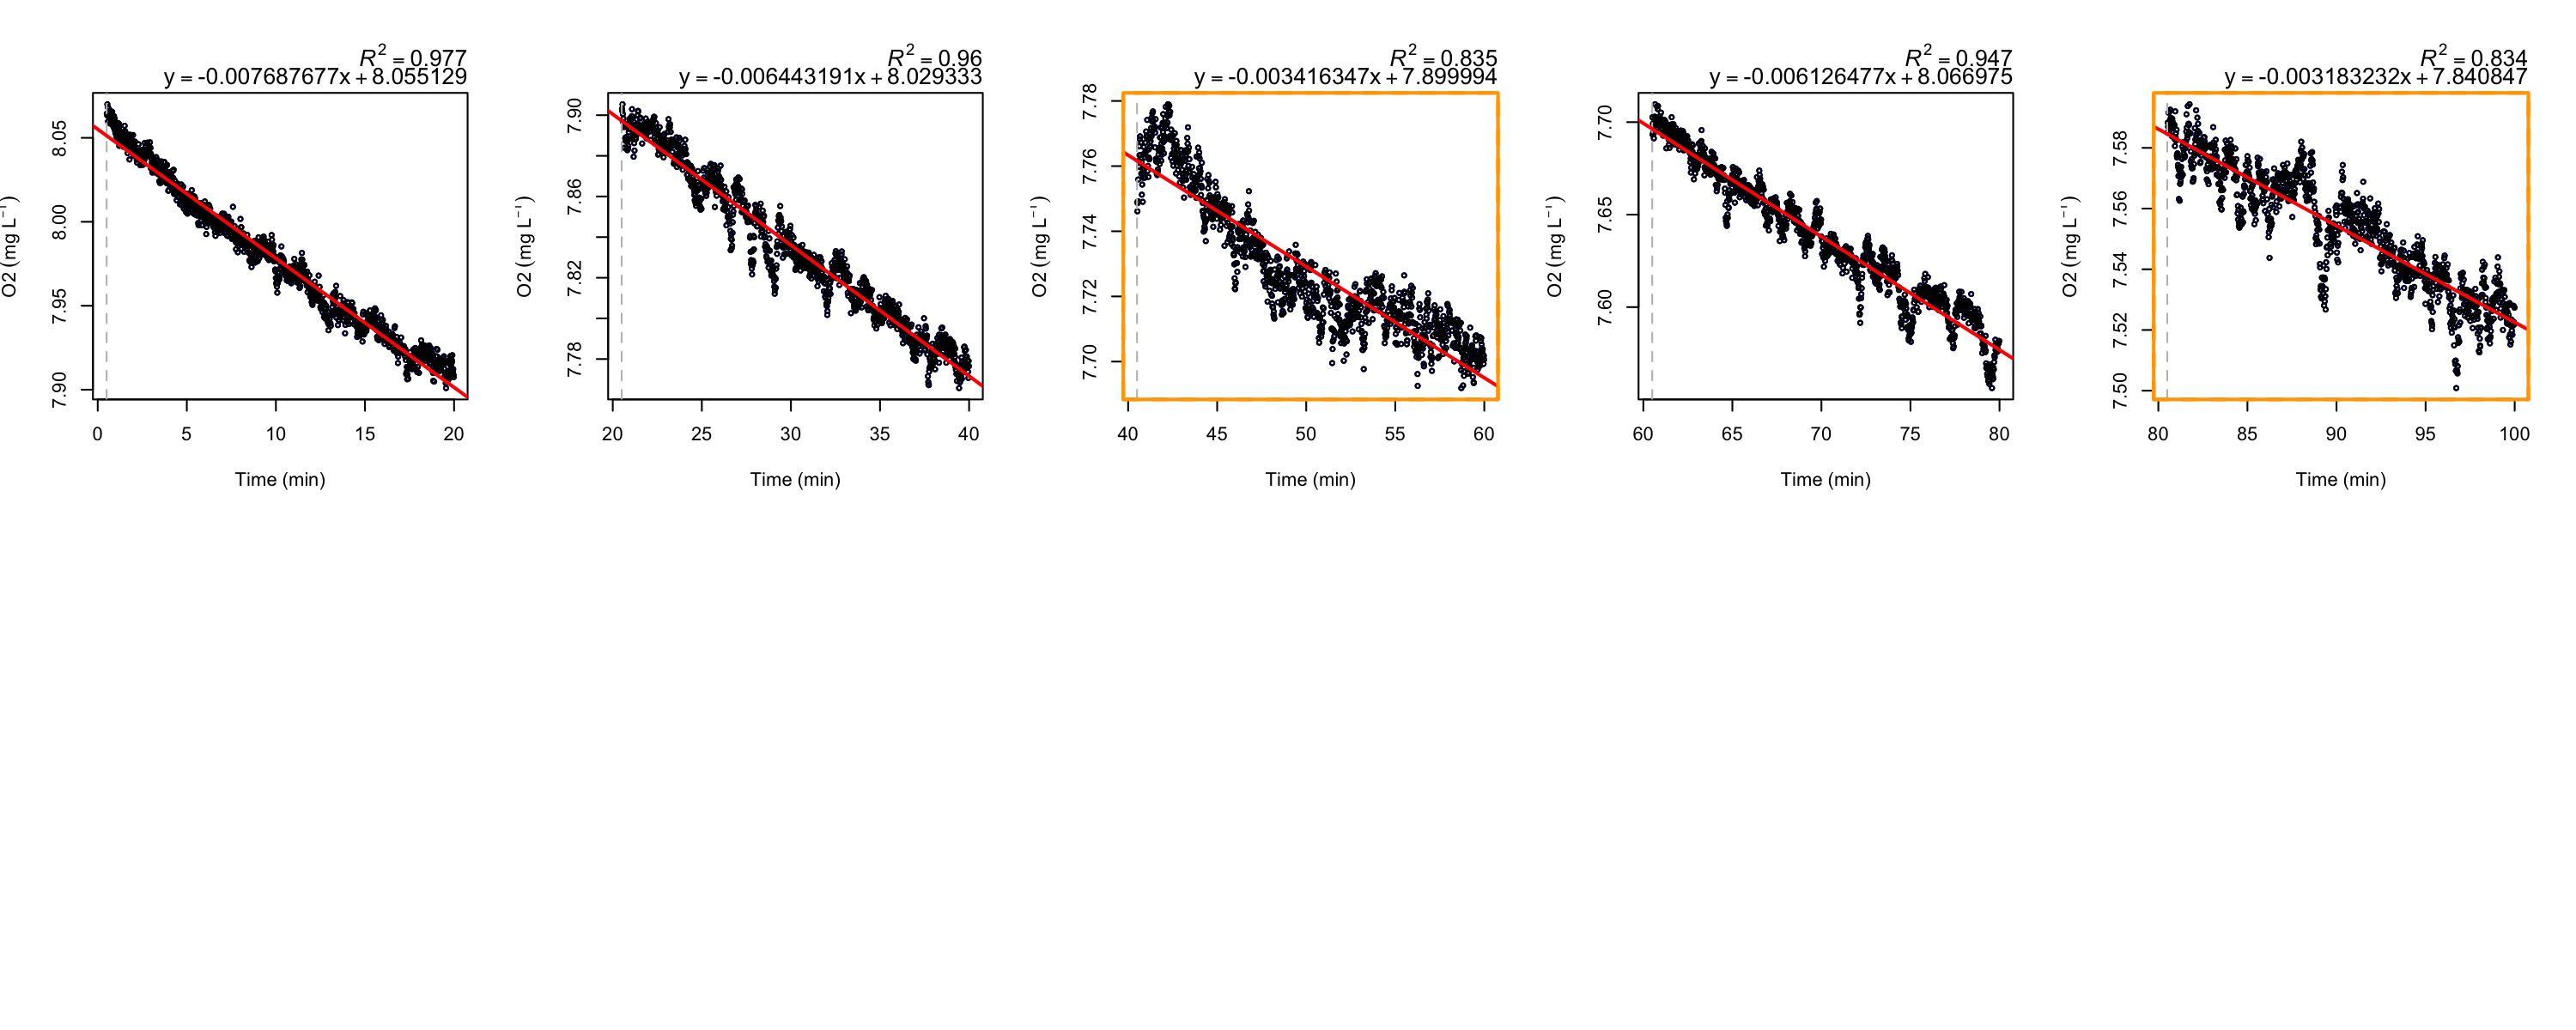 R² = 0.977
y = -0.007687677x + 8.055129
O2 (mg L⁻¹)
8.05
8.00
7.95
7.90
0 5 10 15 20
Time (min)
R² = 0.96
y = -0.006443191x + 8.029333
O2 (mg L⁻¹)
7.90
7.86
7.82
7.78
20 25 30 35 40
Time (min)
R² = 0.835
y = -0.003416347x + 7.899994
O2 (mg L⁻¹)
7.78
7.76
7.74
7.72
7.70
40 45 50 55 60
Time (min)
R² = 0.947
y = -0.006126477x + 8.066975
O2 (mg L⁻¹)
7.70
7.65
7.60
60 65 70 75 80
Time (min)
R² = 0.834
y = -0.003183232x + 7.840847
O2 (mg L⁻¹)
7.58
7.56
7.54
7.52
7.50
80 85 90 95 100
Time (min)